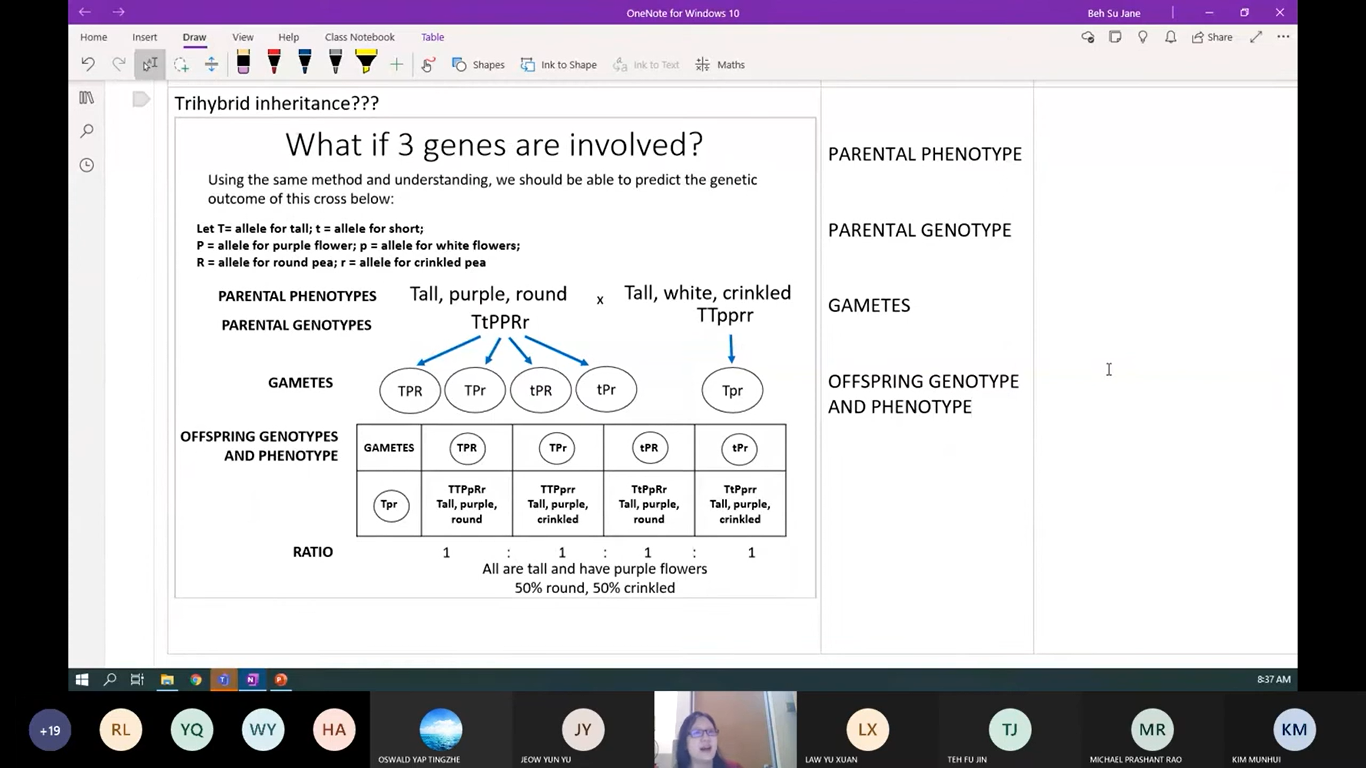 OneNote for Windows 10
Beh Su Jane
Home Insert Draw View Help Class Notebook Table
Share
Shapes Ink to Shape Ink to Text Maths
Trihybrid inheritance???
What if 3 genes are involved?
Using the same method and understanding, we should be able to predict the genetic
outcome of this cross below:
Let T= allele for tall; t = allele for short;
P = allele for purple flower; p = allele for white flowers;
R = allele for round pea; r = allele for crinkled pea
PARENTAL PHENOTYPES Tall, purple, round x Tall, white, crinkled
PARENTAL GENOTYPES TtPPRr TTpprr
GAMETES TPR TPr tPR tPr Tpr
OFFSPRING GENOTYPES
AND PHENOTYPE
GAMETES TPR TPr tPR tPr
Tpr
TTPpRr TTPprr TtPpRr TtPprr
Tall, purple, Tall, purple, Tall, purple, Tall, purple,
round crinkled round crinkled
RATIO 1 : 1 : 1 : 1
All are tall and have purple flowers
50% round, 50% crinkled
PARENTAL PHENOTYPE
PARENTAL GENOTYPE
GAMETES
OFFSPRING GENOTYPE
AND PHENOTYPE
8:37 AM
+19 RL YQ WY HA JY LX TJ MR KM
OSWALD YAP TINGZHE JEOW YUN YU LAW YU XUAN TEH FU JIN MICHAEL PRASHANT RAO KIM MUNHUI